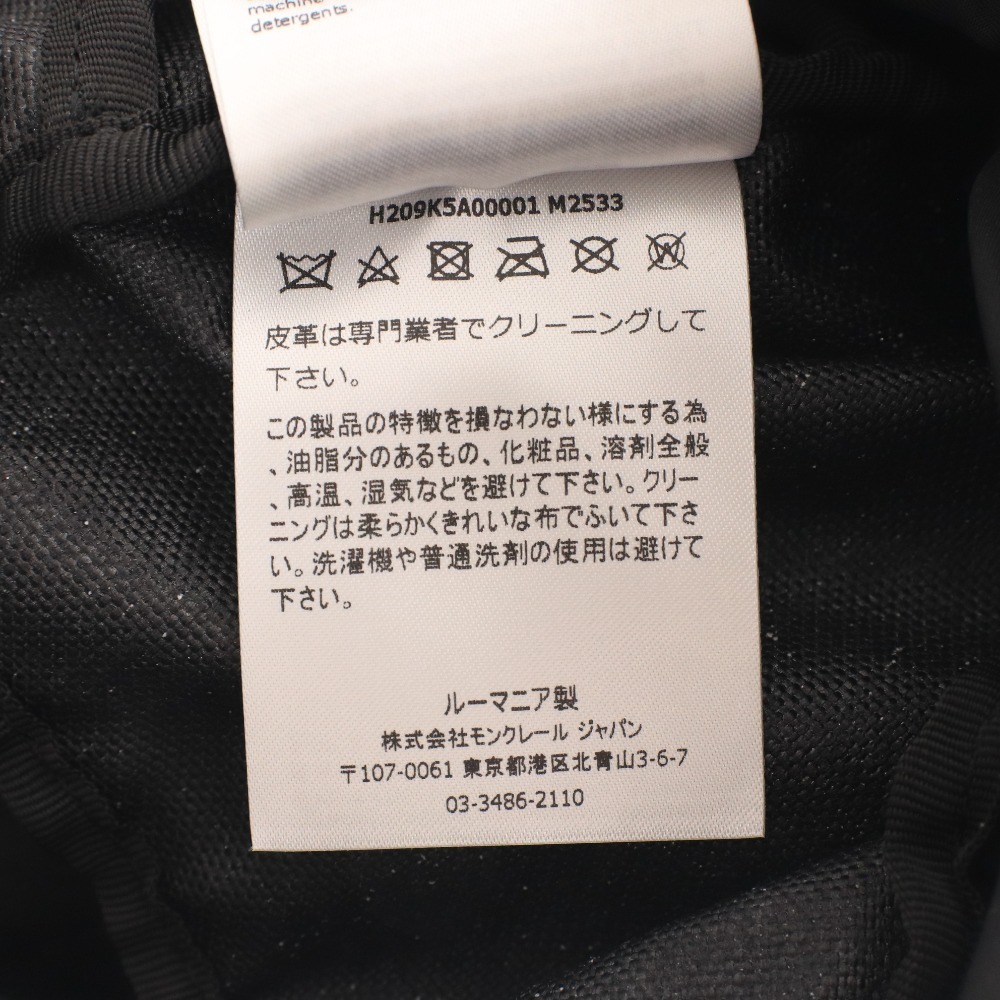 detergents.
H209K5A00001 M2533
皮革は専門業者でクリーニングして
下さい。
この製品の特徴を損なわない様にする為
、油脂分のあるもの、化粧品、溶剤全般
、高温、湿気などを避けて下さい。クリー
ニングは柔らかくきれいな布でふいて下さ
い。洗濯機や普通洗剤の使用は避けて
下さい。
ルーマニア製
株式会社モンクレール ジャパン
〒107-0061 東京都港区北青山3-6-7
03-3486-2110